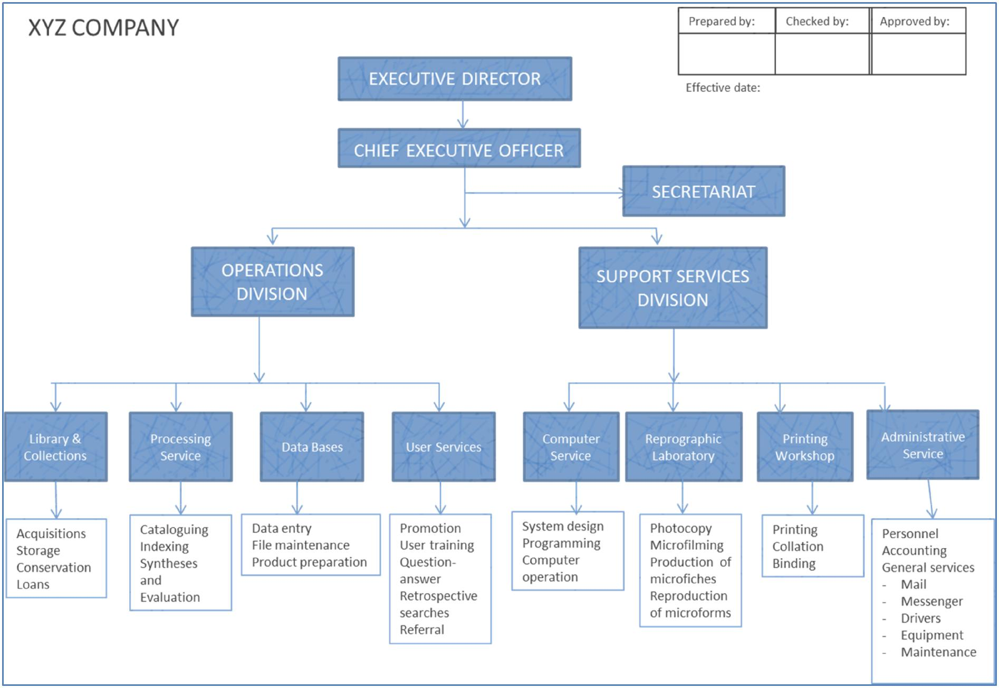 XYZ COMPANY
Prepared by:
Checked by:
Approved by:
Effective date:
EXECUTIVE DIRECTOR
CHIEF EXECUTIVE OFFICER
SECRETARIAT
OPERATIONS
DIVISION
SUPPORT SERVICES
DIVISION
Library &
Collections
Processing
Service
Data Bases
User Services
Computer
Service
Reprographic
Laboratory
Printing
Workshop
Administrative
Service
Acquisitions
Storage
Conservation
Loans
Cataloguing
Indexing
Syntheses
and
Evaluation
Data entry
File maintenance
Product preparation
Promotion
User training
Question-
answer
Retrospective
searches
Referral
System design
Programming
Computer
operation
Photocopy
Microfilming
Production of
microfiches
Reproduction
of microforms
Printing
Collation
Binding
Personnel
Accounting
General services
- Mail
- Messenger
- Drivers
- Equipment
- Maintenance